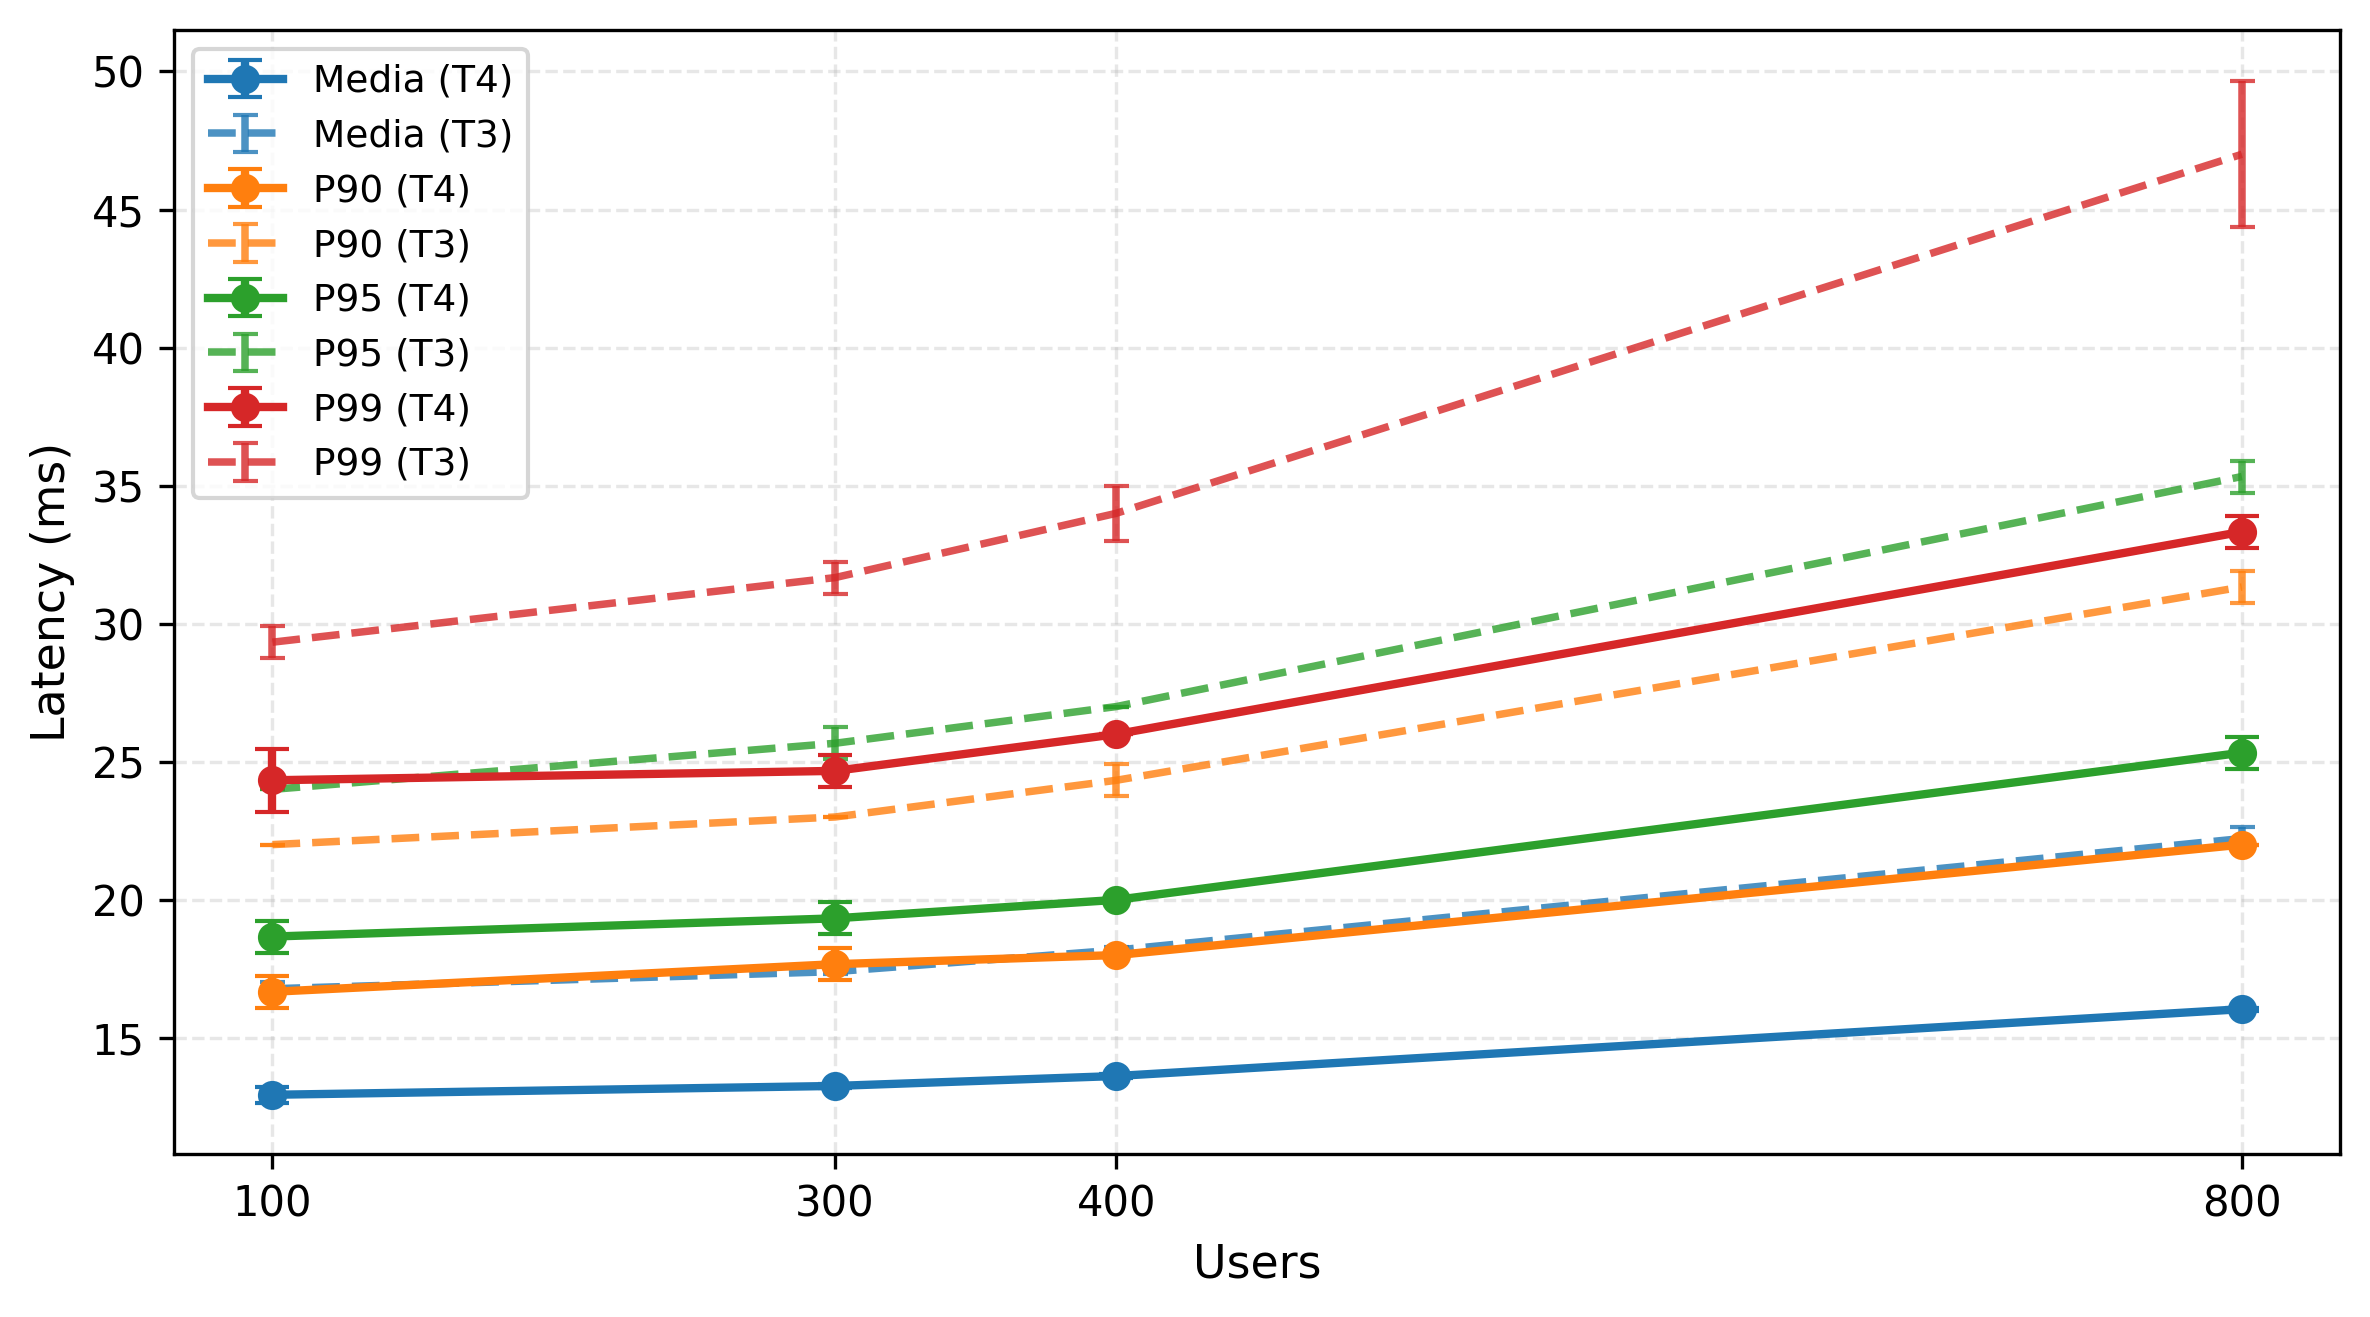 50
45
40
35
30
25
20
15
Latency (ms)
Media (T4)
Media (T3)
P90 (T4)
P90 (T3)
P95 (T4)
P95 (T3)
P99 (T4)
P99 (T3)
100 300 400 800
Users